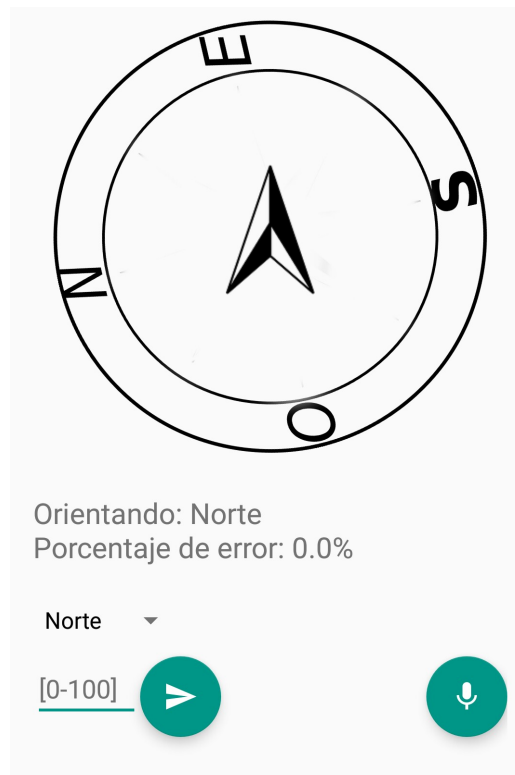 E
S
N
O
Orientando: Norte
Porcentaje de error: 0.0%
Norte
[0-100]